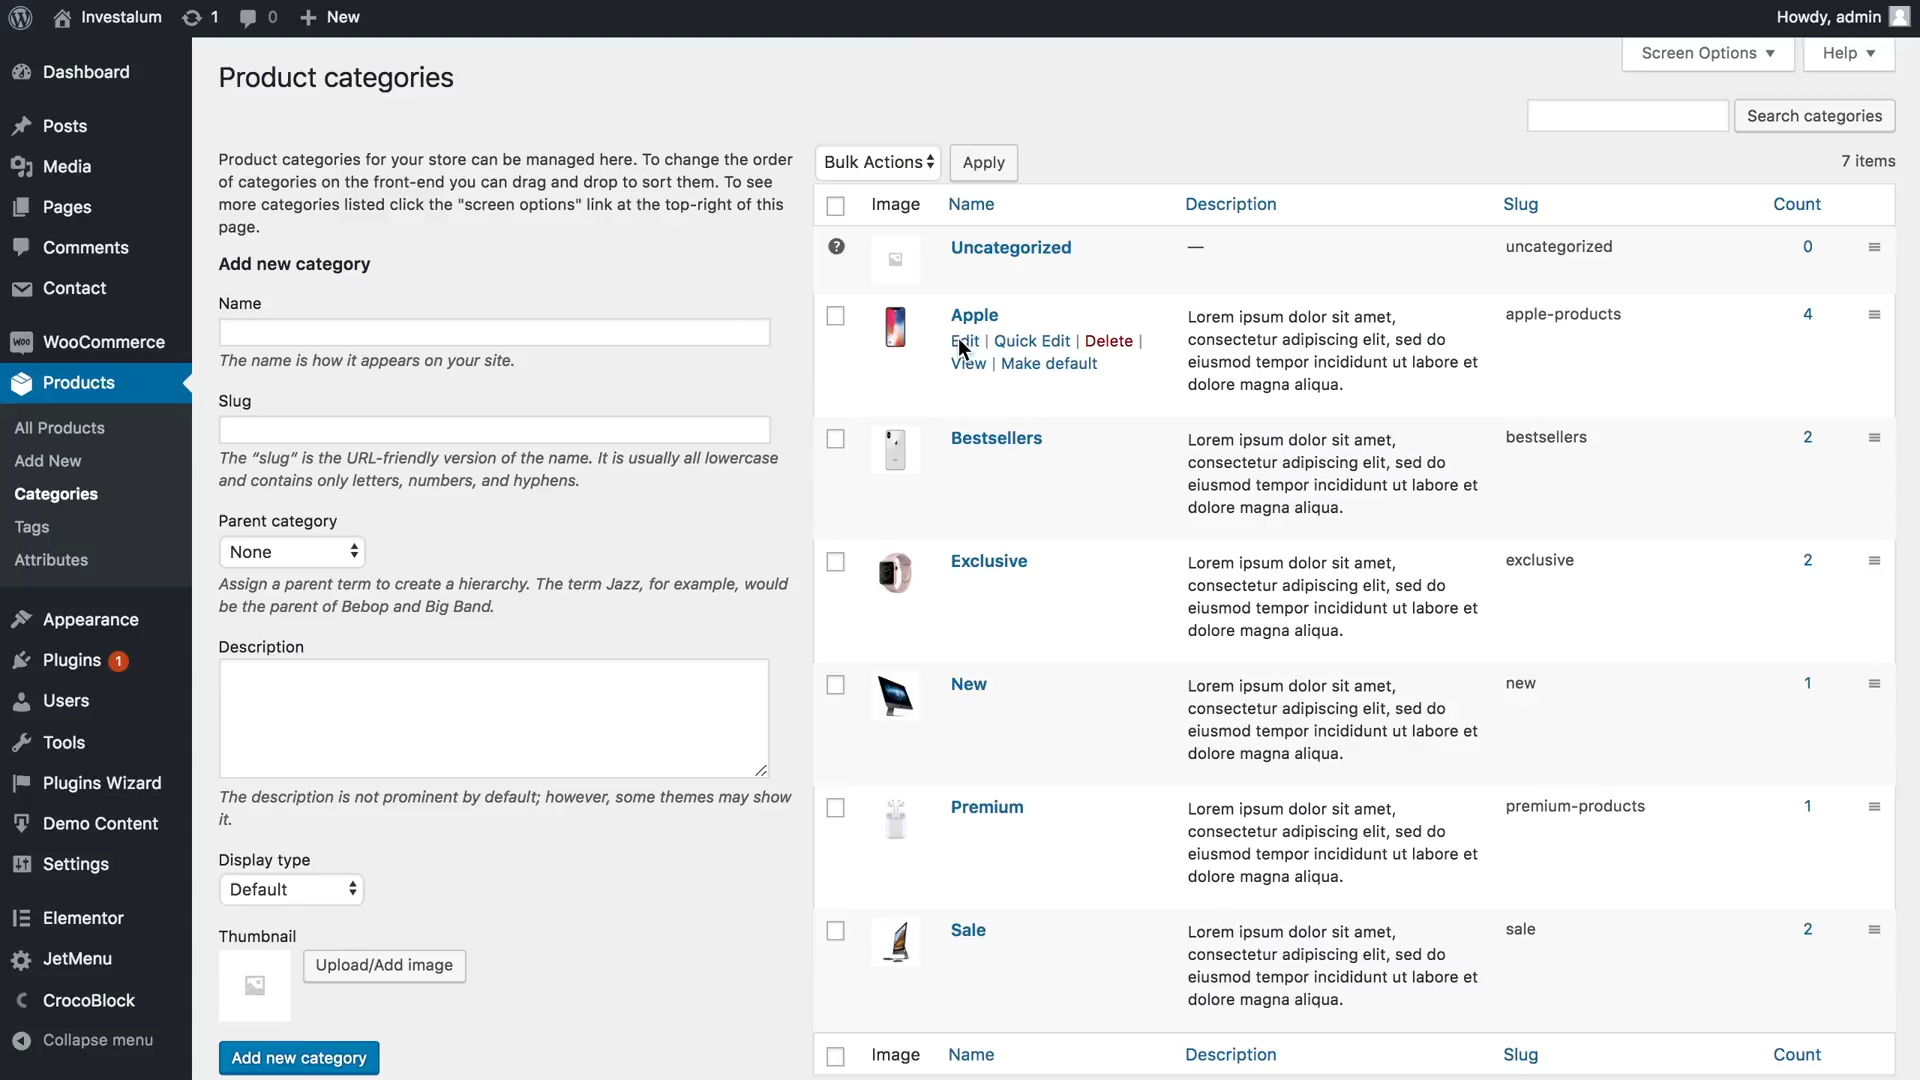 Investalum 1 0 New Howdy, admin
Dashboard
Posts
Media
Pages
Comments
Contact
WOO WooCommerce
Products
All Products
Add New
Categories
Tags
Attributes
Appearance
Plugins 1
Users
Tools
Plugins Wizard
Demo Content
Settings
Elementor
JetMenu
CrocoBlock
Collapse menu
Screen Options Help
Product categories
Search categories
Product categories for your store can be managed here. To change the order
of categories on the front-end you can drag and drop to sort them. To see
more categories listed click the "screen options" link at the top-right of this
page.
Add new category
Name
The name is how it appears on your site.
Slug
The “slug” is the URL-friendly version of the name. It is usually all lowercase
and contains only letters, numbers, and hyphens.
Parent category
None
Assign a parent term to create a hierarchy. The term Jazz, for example, would
be the parent of Bebop and Big Band.
Description
The description is not prominent by default; however, some themes may show
it.
Display type
Default
Thumbnail
Upload/Add image
Add new category
Bulk Actions Apply 7 items
Image Name Description Slug Count
? Uncategorized — uncategorized 0
Apple apple-products 4
Edit | Quick Edit | Delete |
View | Make default
Lorem ipsum dolor sit amet,
consectetur adipiscing elit, sed do
eiusmod tempor incididunt ut labore et
dolore magna aliqua.
Bestsellers bestsellers 2
Lorem ipsum dolor sit amet,
consectetur adipiscing elit, sed do
eiusmod tempor incididunt ut labore et
dolore magna aliqua.
Exclusive exclusive 2
Lorem ipsum dolor sit amet,
consectetur adipiscing elit, sed do
eiusmod tempor incididunt ut labore et
dolore magna aliqua.
New new 1
Lorem ipsum dolor sit amet,
consectetur adipiscing elit, sed do
eiusmod tempor incididunt ut labore et
dolore magna aliqua.
Premium premium-products 1
Lorem ipsum dolor sit amet,
consectetur adipiscing elit, sed do
eiusmod tempor incididunt ut labore et
dolore magna aliqua.
Sale sale 2
Lorem ipsum dolor sit amet,
consectetur adipiscing elit, sed do
eiusmod tempor incididunt ut labore et
dolore magna aliqua.
Image Name Description Slug Count